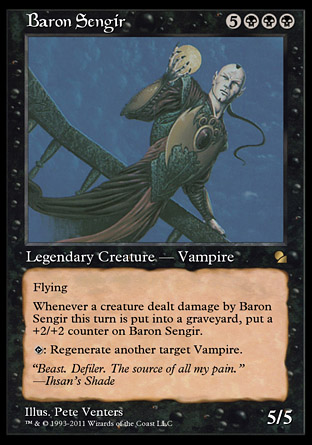 Baron Sengir 5
Legendary Creature — Vampire
Flying
Whenever a creature dealt damage by Baron
Sengir this turn is put into a graveyard, put a
+2/+2 counter on Baron Sengir.
: Regenerate another target Vampire.
"Beast. Defiler. The source of all my pain."
—Ihsan's Shade
Illus. Pete Venters
™ & © 1993-2011 Wizards of the Coast LLC
5/5